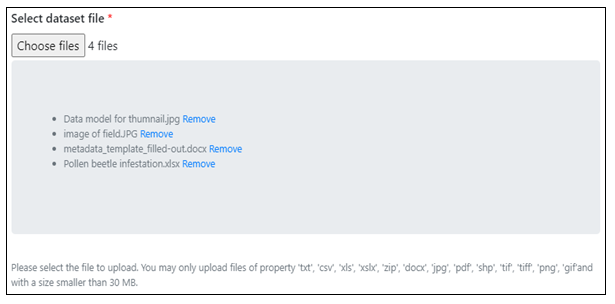 Select dataset file *
Choose files 4 files
• Data model for thumnail.jpg Remove
• image of field.JPG Remove
• metadata_template_filled-out.docx Remove
• Pollen beetle infestation.xlsx Remove
Please select the file to upload. You may only upload files of property 'txt', 'csv', 'xls', 'xslx', 'zip', 'docx', 'jpg', 'pdf', 'shp', 'tif', 'tiff', 'png', 'gif'and
with a size smaller than 30 MB.